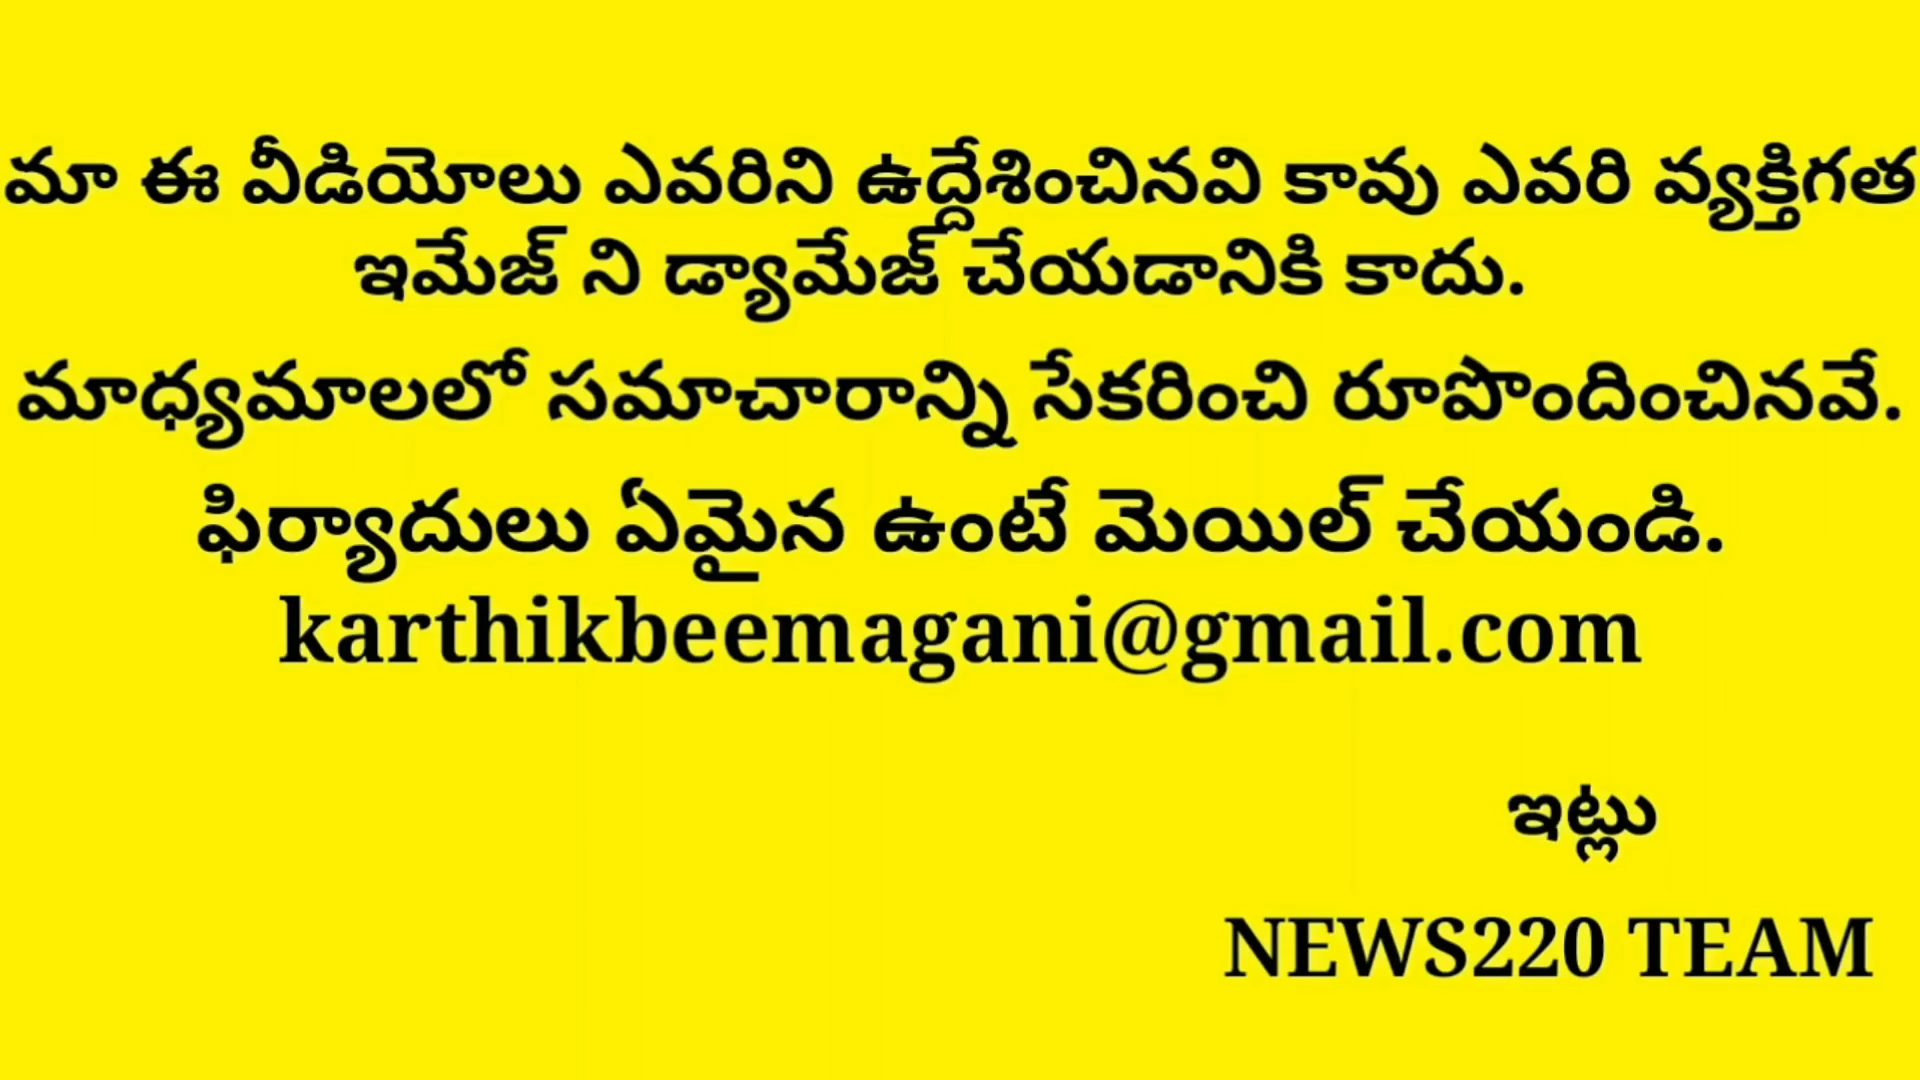 మా ఈ వీడియోలు ఎవరిని ఉద్దేశించినవి కావు ఎవరి వ్యక్తిగత
ఇమేజ్ ని డ్యామేజ్ చేయడానికి కాదు.
మాధ్యమాలలో సమాచారాన్ని సేకరించి రూపొందించినవే.
ఫిర్యాదులు ఏమైన ఉంటే మెయిల్ చేయండి.
karthikbeemagani@gmail.com
ఇట్లు
NEWS220 TEAM